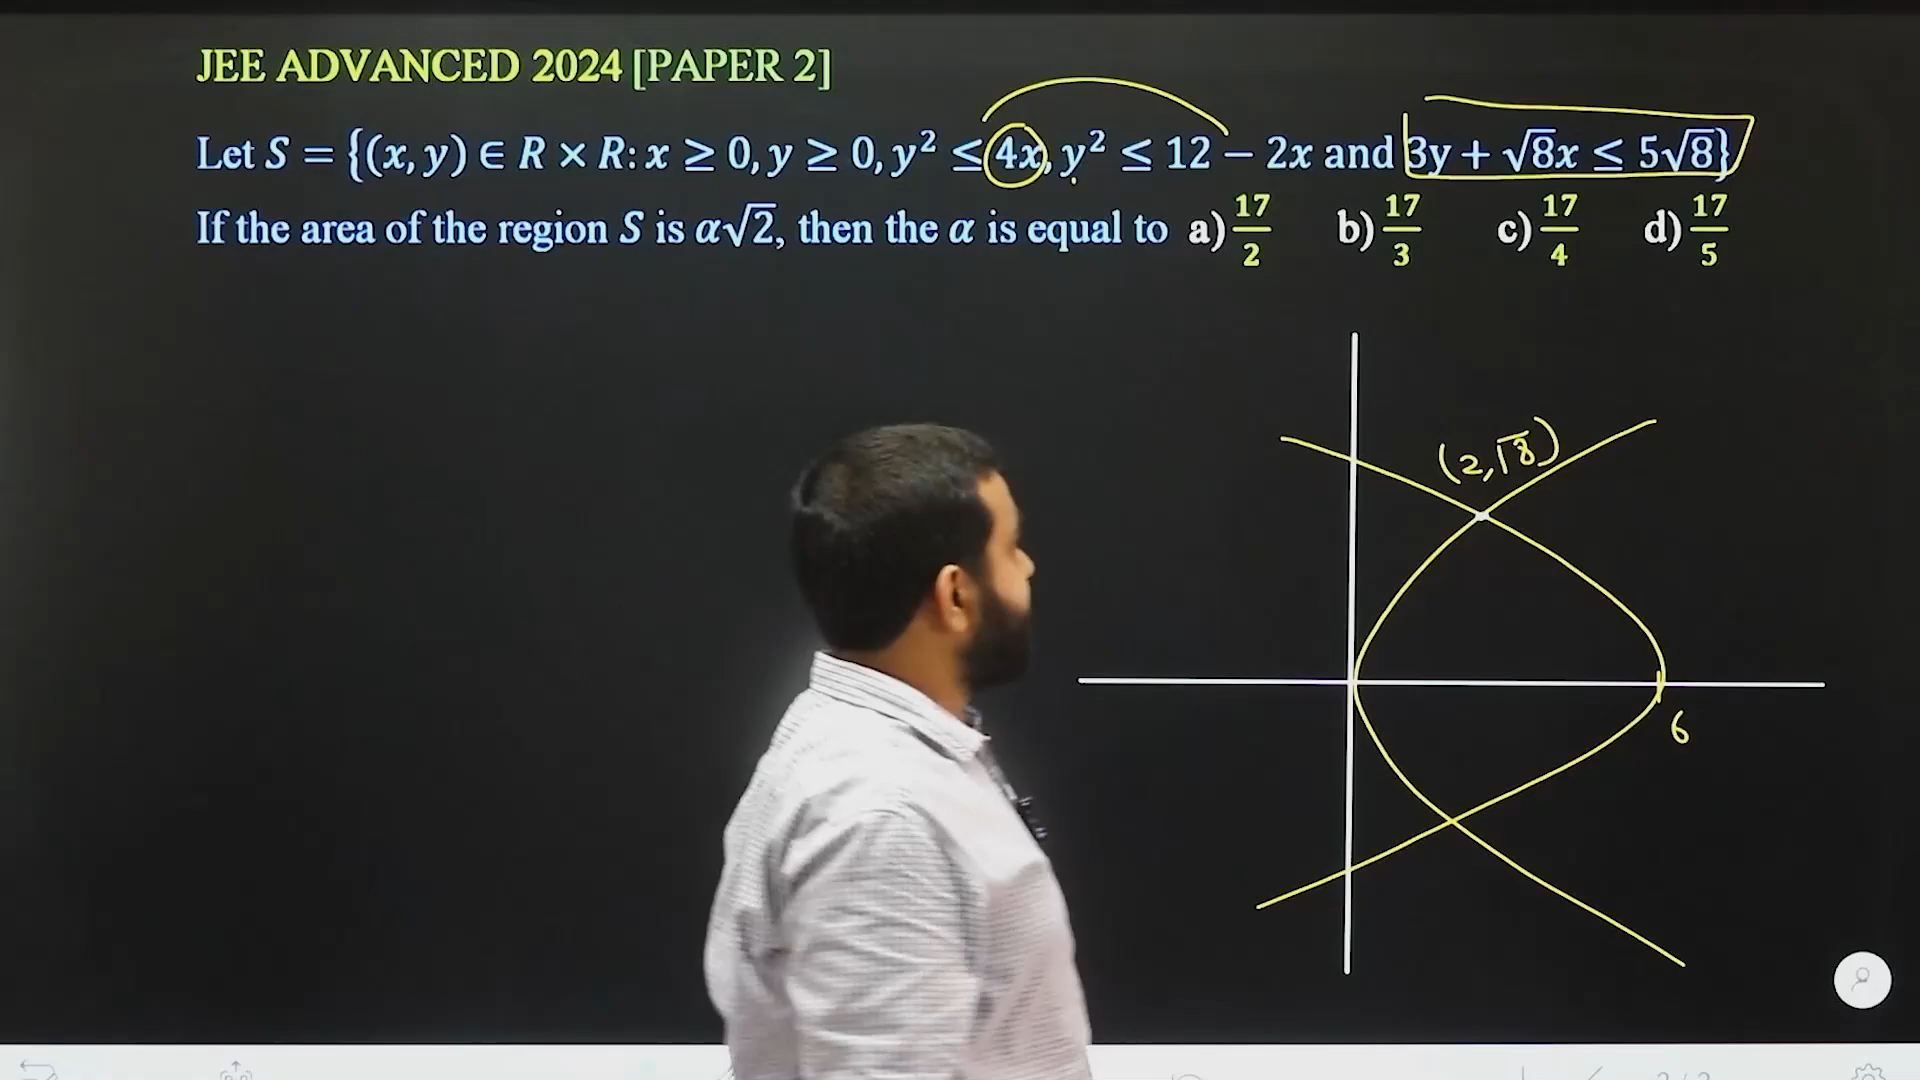 JEE ADVANCED 2024 [PAPER 2]
Let S = {(x, y) ∈ R × R: x ≥ 0, y ≥ 0, y² ≤ 4x, y² ≤ 12 − 2x and 3y + √8x ≤ 5√8}
If the area of the region S is α√2, then the α is equal to a) 17/2 b) 17/3 c) 17/4 d) 17/5
(2, √8)
6